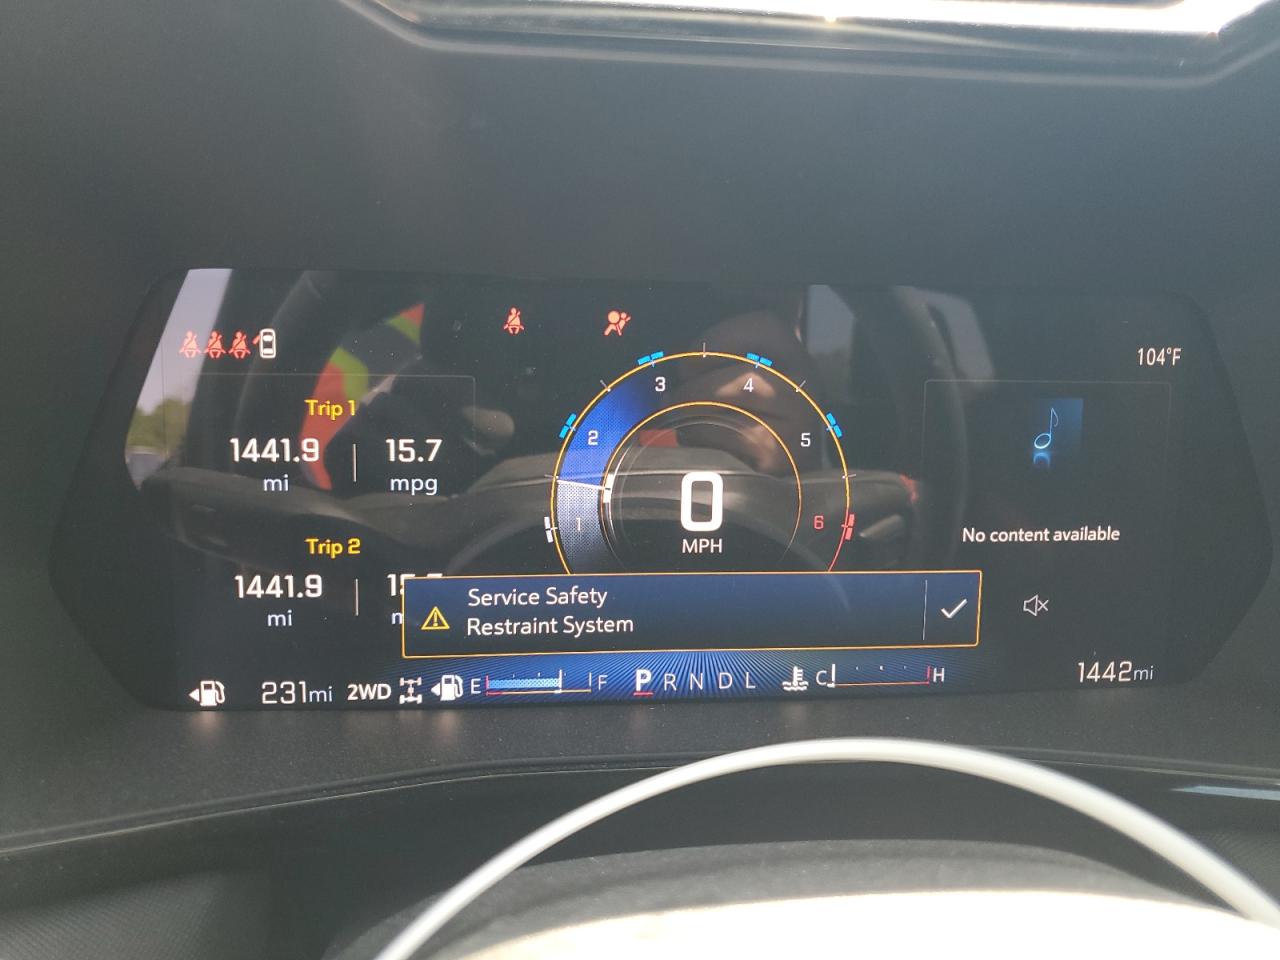 104°F
Trip 1
1441.9 15.7
mi mpg
Trip 2
1441.9
mi
1 2 3 4 5 6
0
MPH
No content available
Service Safety
Restraint System
231mi 2WD E F P R N D L C H 1442mi